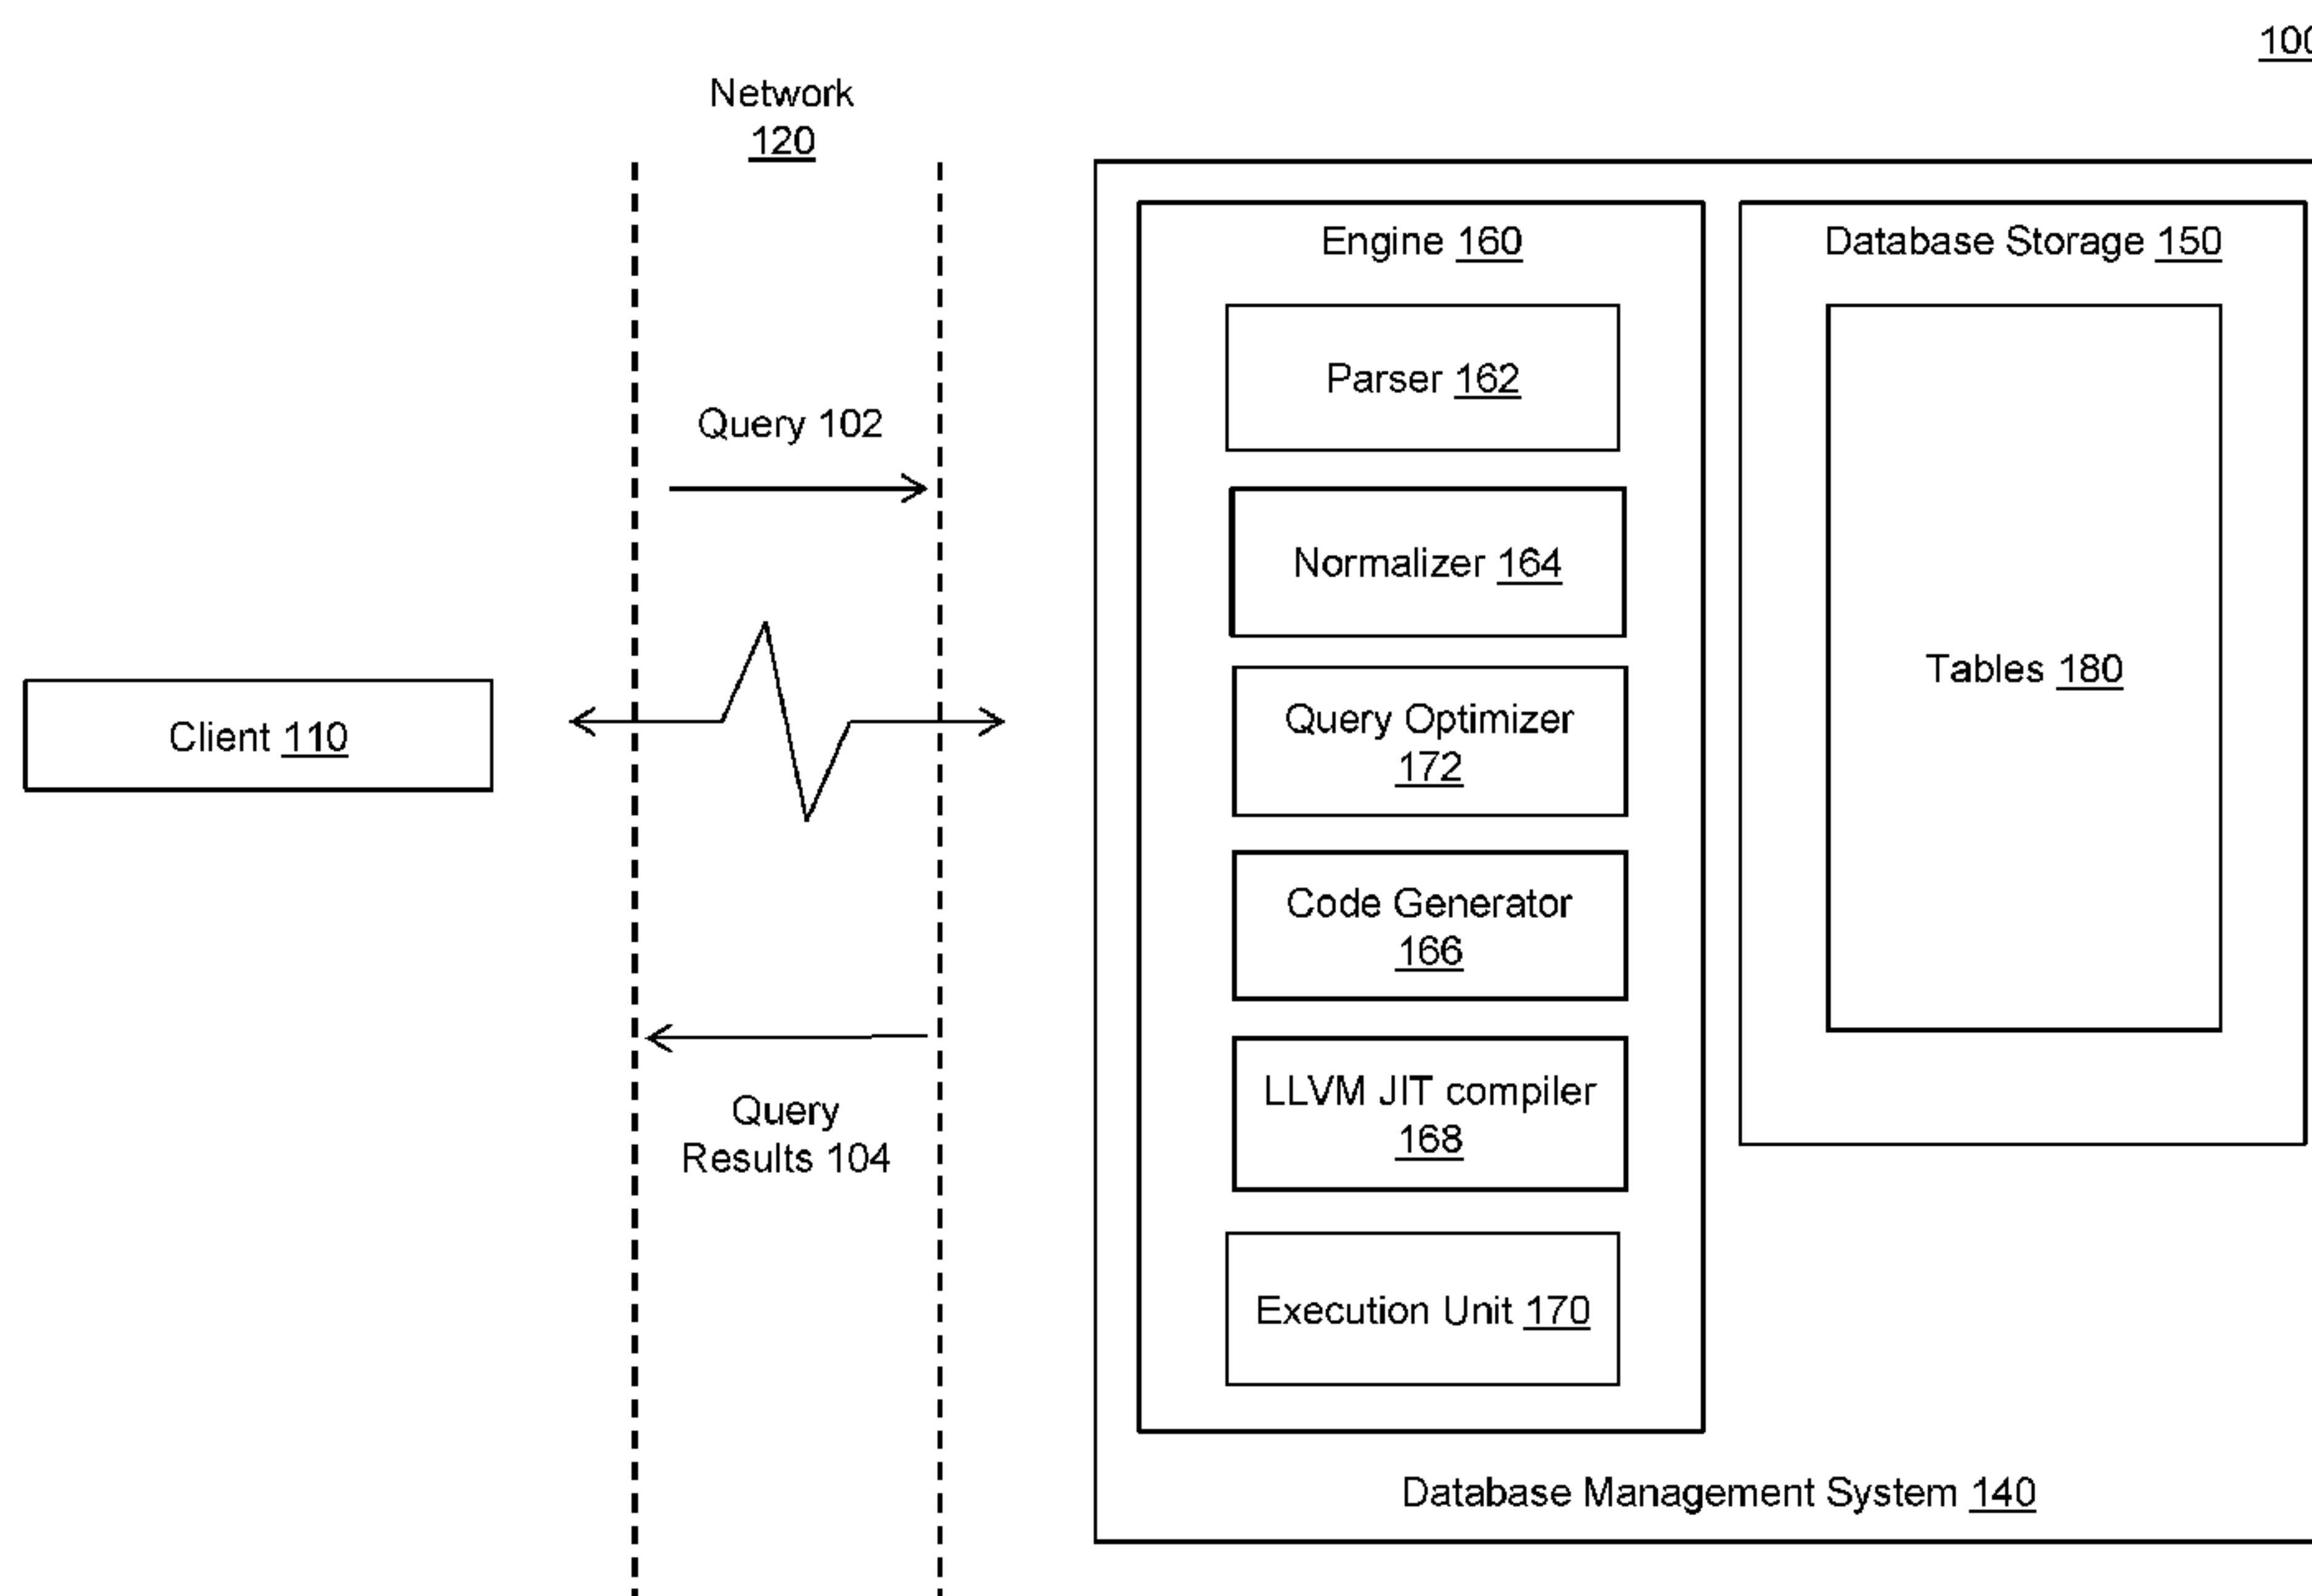 100
Network
120
Engine 160
Database Storage 150
Parser 162
Query 102
Normalizer 164
Tables 180
Query Optimizer
172
Client 110
Code Generator
166
LLVM JIT compiler
168
Query
Results 104
Execution Unit 170
Database Management System 140